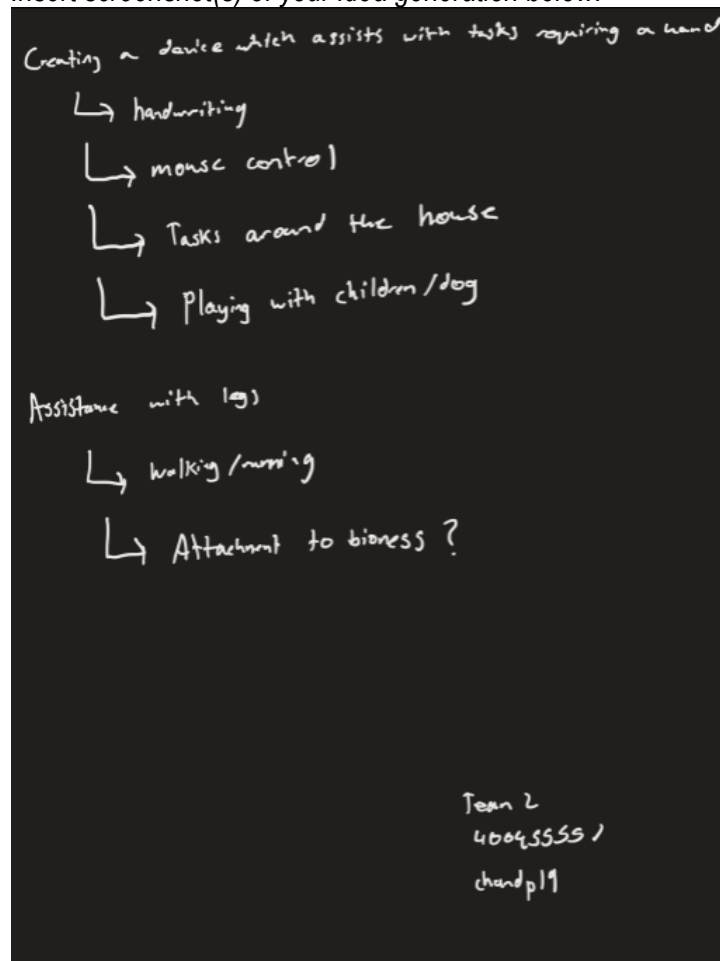 Insert screenshot(s) of your idea generation below.
Creating a device which assists with tasks requiring a hand
handwriting
mouse control
Tasks around the house
Playing with children/dog
Assistance with legs
Walking/running
Attachment to bioness?
Team 2
chandp19